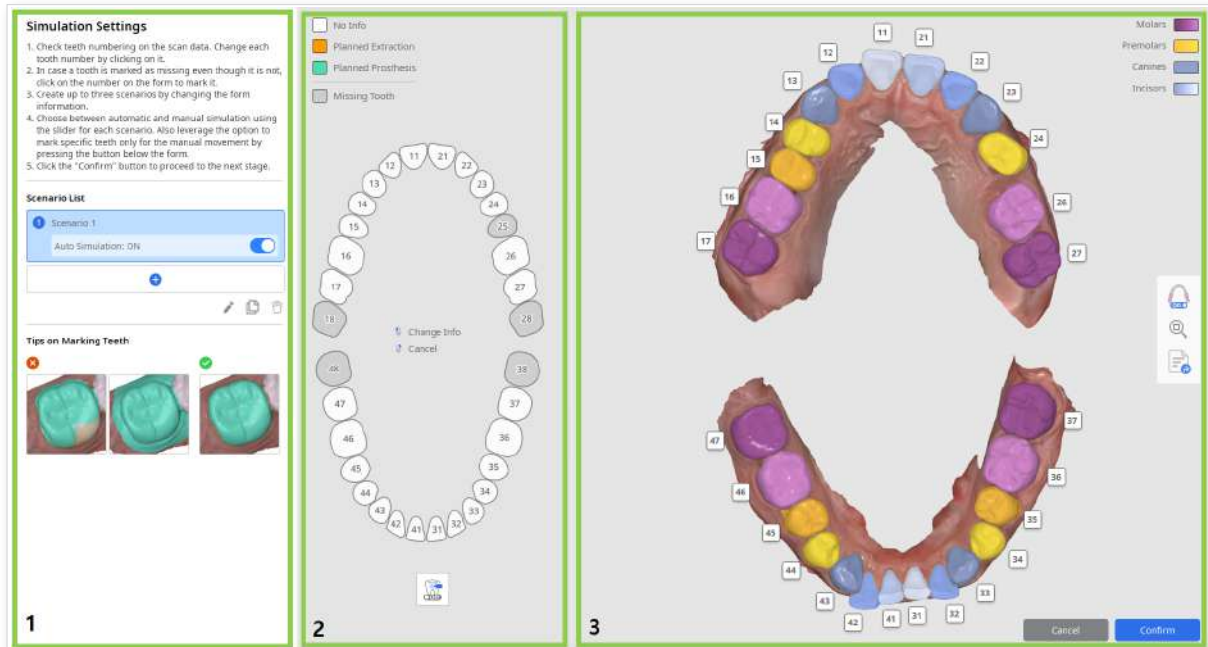 Simulation Settings
1. Check teeth numbering on the scan data. Change each
tooth number by clicking on it.
2. In case a tooth is marked as missing even though it is not,
click on the number on the form to mark it.
3. Create up to three scenarios by changing the form
information.
4. Choose between automatic and manual simulation using
the slider for each scenario. Also leverage the option to
mark specific teeth only for the manual movement by
pressing the button below the form.
5. Click the "Confirm" button to proceed to the next stage.
Scenario List
1 Scenario 1
Auto Simulation: ON
Tips on Marking Teeth
1
No Info
Planned Extraction
Planned Prosthesis
Missing Tooth
11 21
12 22
13 23
14 24
15 25
16 26
17 27
18 28
Change Info
Cancel
48 38
47 37
46 36
45 35
44 34
43 33
42 41 31 32
2
Molars
Premolars
Canines
Incisors
11 21
12 22
13 23
14 24
15
16 26
17 27
47 37
46 36
45 35
44 34
43 33
42 41 31 32
3
Cancel
Confirm